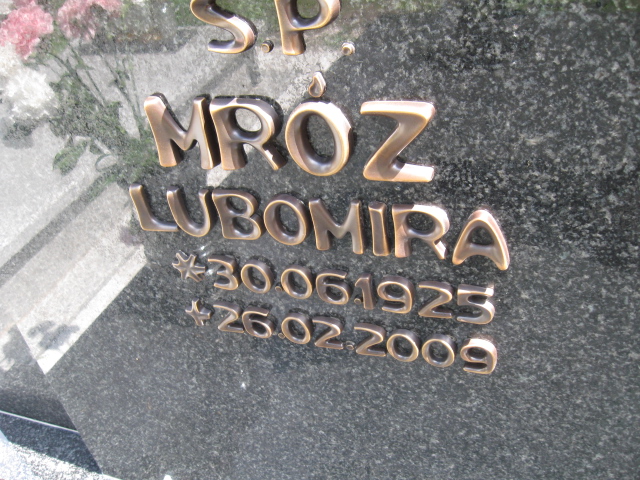 S.P.
MRÓZ
LUBOMIRA
*30.06.1925
+26.02.2009